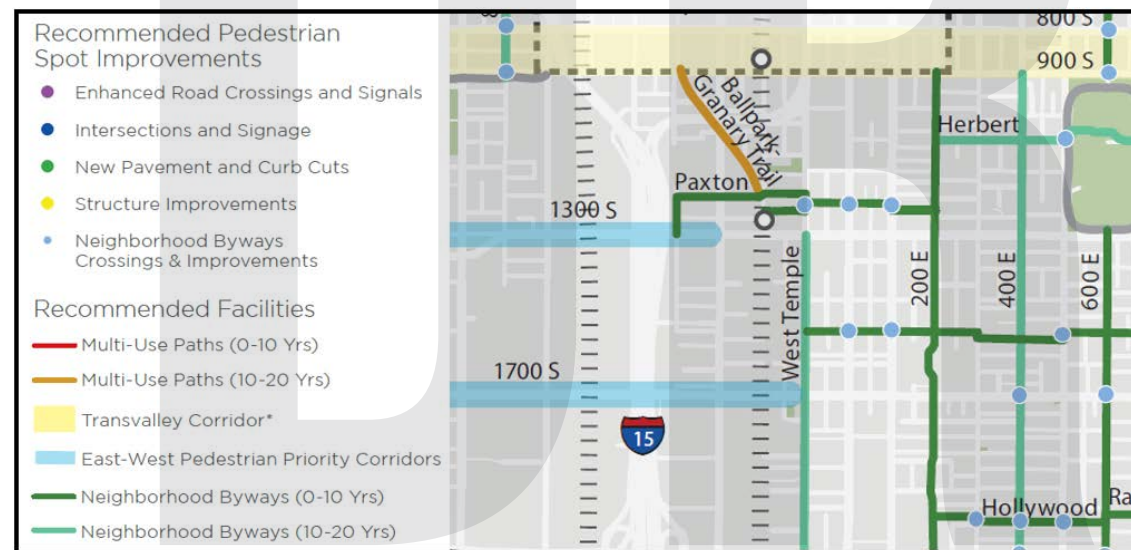 Recommended Pedestrian
Spot Improvements
Enhanced Road Crossings and Signals
Intersections and Signage
New Pavement and Curb Cuts
Structure Improvements
Neighborhood Byways
Crossings & Improvements
Recommended Facilities
Multi-Use Paths (0-10 Yrs)
Multi-Use Paths (10-20 Yrs)
Transvalley Corridor*
East-West Pedestrian Priority Corridors
Neighborhood Byways (0-10 Yrs)
Neighborhood Byways (10-20 Yrs)
800 S
900 S
Ballpark-
Granary Trail
Herbert
Paxton
1300 S
West Temple
200 E
400 E
600 E
1700 S
15
Hollywood
Ra